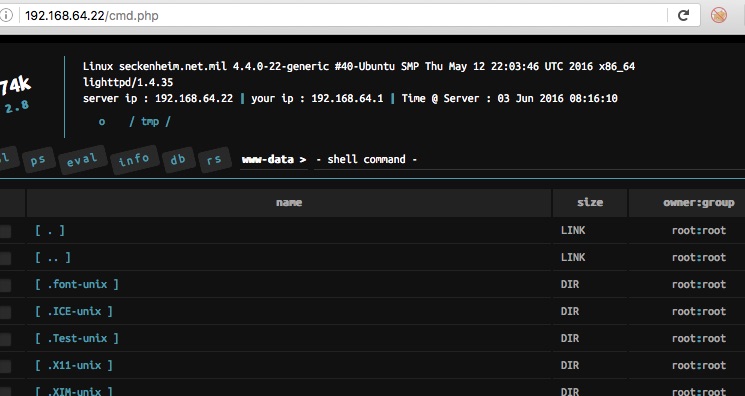 192.168.64.22/cmd.php
Linux seckenheim.net.mil 4.4.0-22-generic #40-Ubuntu SMP Thu May 12 22:03:46 UTC 2016 x86_64
lighttpd/1.4.35
server ip : 192.168.64.22 | your ip : 192.168.64.1 | Time @ Server : 03 Jun 2016 08:16:10
74k
2.8
o / tmp /
ps eval info db rs www-data > - shell command -
name size owner:group
[ . ] LINK root:root
[ .. ] LINK root:root
[ .font-unix ] DIR root:root
[ .ICE-unix ] DIR root:root
[ .Test-unix ] DIR root:root
[ .X11-unix ] DIR root:root
[ .XIM-unix ] DIR root:root